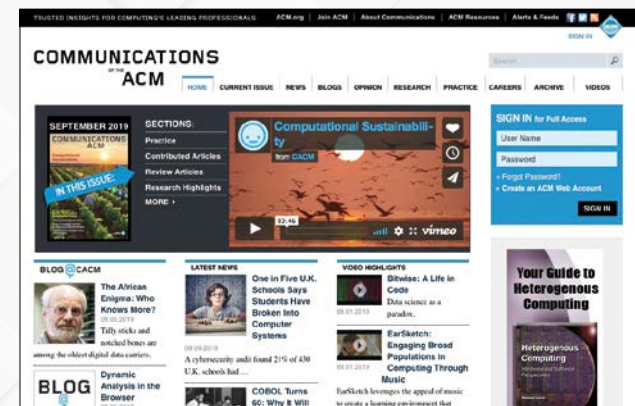 TRUSTED INSIGHTS FOR COMPUTING'S LEADING PROFESSIONALS
ACM.org | Join ACM | About Communications | ACM Resources | Alerts & Feeds
SIGN IN
COMMUNICATIONS
OF THE
ACM
Search
HOME CURRENT ISSUE NEWS BLOGS OPINION RESEARCH PRACTICE CAREERS ARCHIVE VIDEOS
SEPTEMBER 2019
COMMUNICATIONS
ACM
IN THIS ISSUE:
SECTIONS:
Practice
Contributed Articles
Review Articles
Research Highlights
MORE ›
Computational Sustainabili-
ty
from CACM
03:46
vimeo
SIGN IN for Full Access
User Name
Password
» Forgot Password?
» Create an ACM Web Account
SIGN IN
BLOG@CACM
The African
Enigma: Who
Knows More?
Tally sticks and
notched bones are
among the oldest digital data carriers.
BLOG
Dynamic
Analysis in the
Browser
LATEST NEWS
One in Five U.K.
Schools Says
Students Have
Broken Into
Computer
Systems
A cybersecurity audit found 21% of 430
U.K. schools had ...
COBOL Turns
60: Why It Will
VIDEO HIGHLIGHTS
Bitwise: A Life in
Code
Data science as a
paradox.
EarSketch:
Engaging Broad
Populations in
Computing Through
Music
EarSketch leverages the appeal of music
to create a learning environment that
Your Guide to
Heterogenous
Computing
Heterogenous
Computing